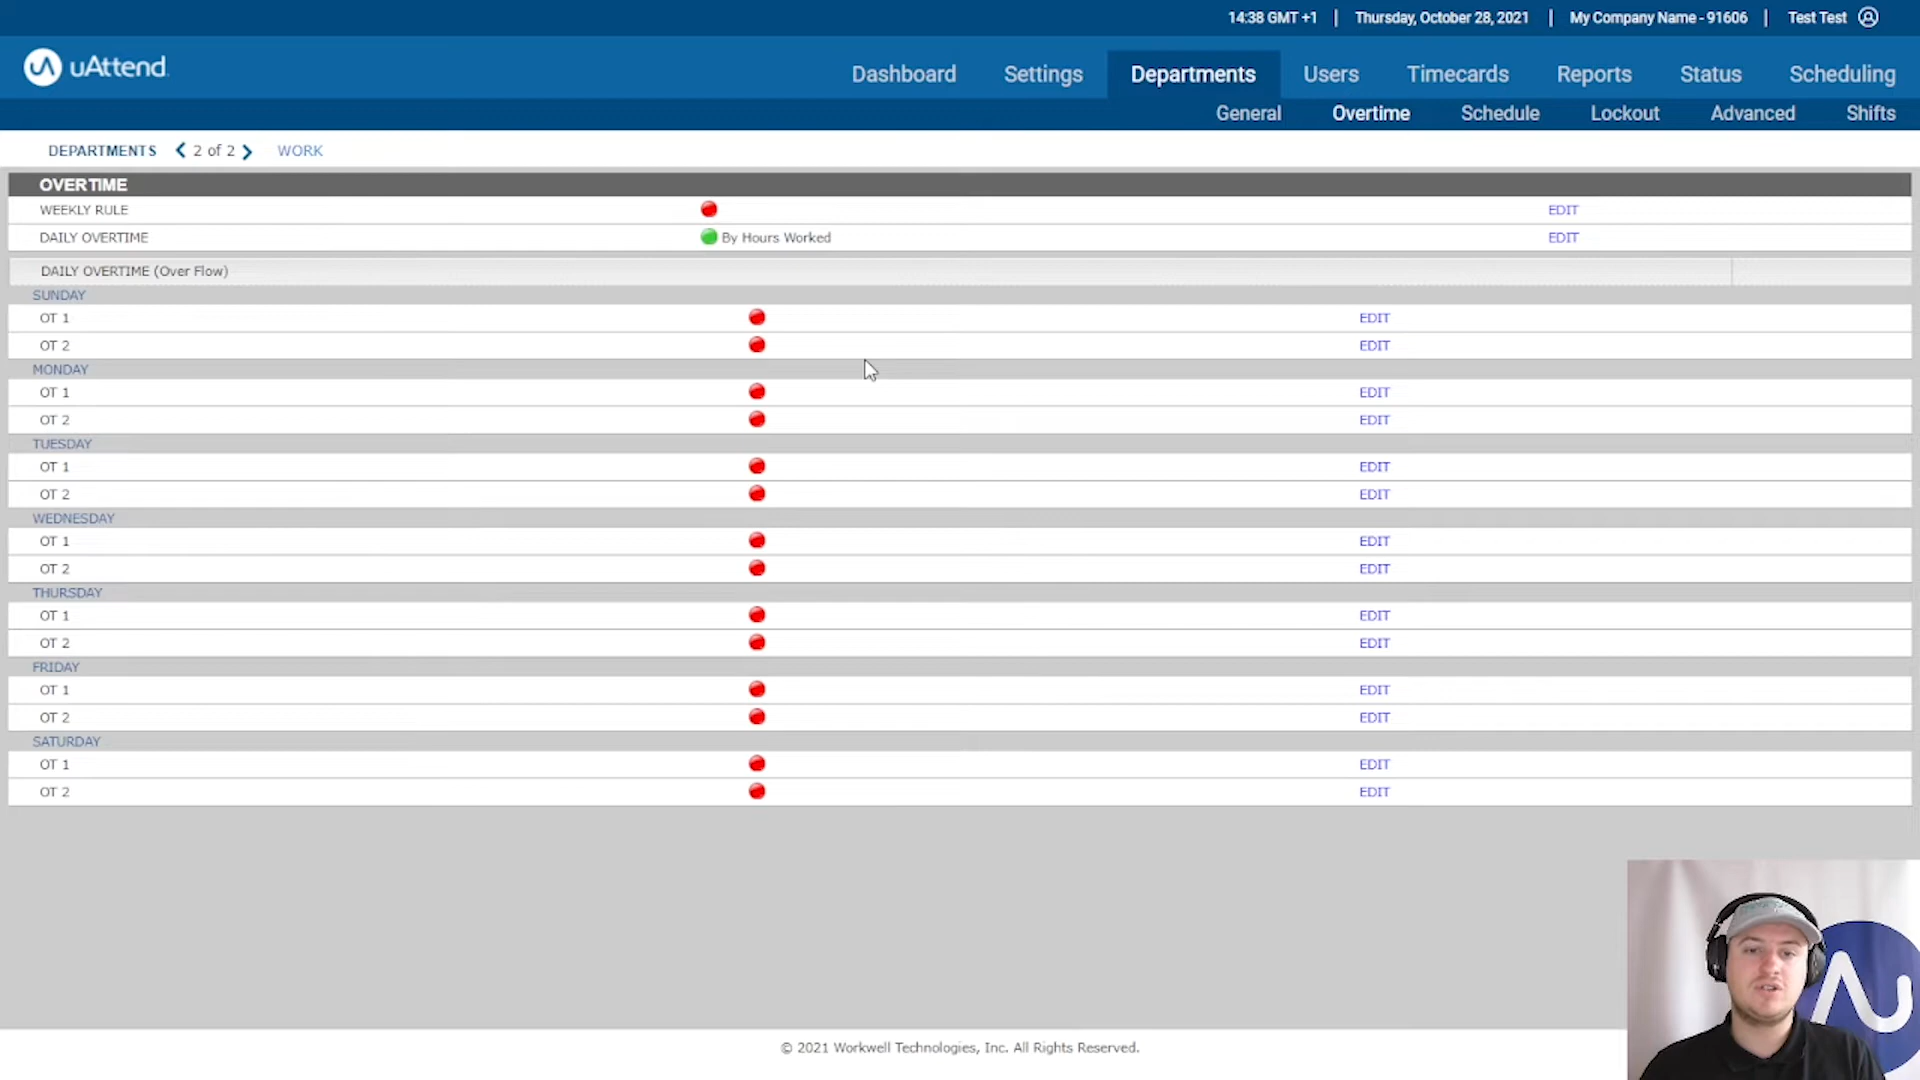 14:38 GMT +1 | Thursday, October 28, 2021 | My Company Name - 91606 | Test Test
uAttend
Dashboard Settings Departments Users Timecards Reports Status Scheduling
General Overtime Schedule Lockout Advanced Shifts
DEPARTMENTS 2 of 2 WORK
OVERTIME
WEEKLY RULE EDIT
DAILY OVERTIME By Hours Worked EDIT
DAILY OVERTIME (Over Flow)
SUNDAY
OT 1 EDIT
OT 2 EDIT
MONDAY
OT 1 EDIT
OT 2 EDIT
TUESDAY
OT 1 EDIT
OT 2 EDIT
WEDNESDAY
OT 1 EDIT
OT 2 EDIT
THURSDAY
OT 1 EDIT
OT 2 EDIT
FRIDAY
OT 1 EDIT
OT 2 EDIT
SATURDAY
OT 1 EDIT
OT 2 EDIT
© 2021 Workwell Technologies, Inc. All Rights Reserved.